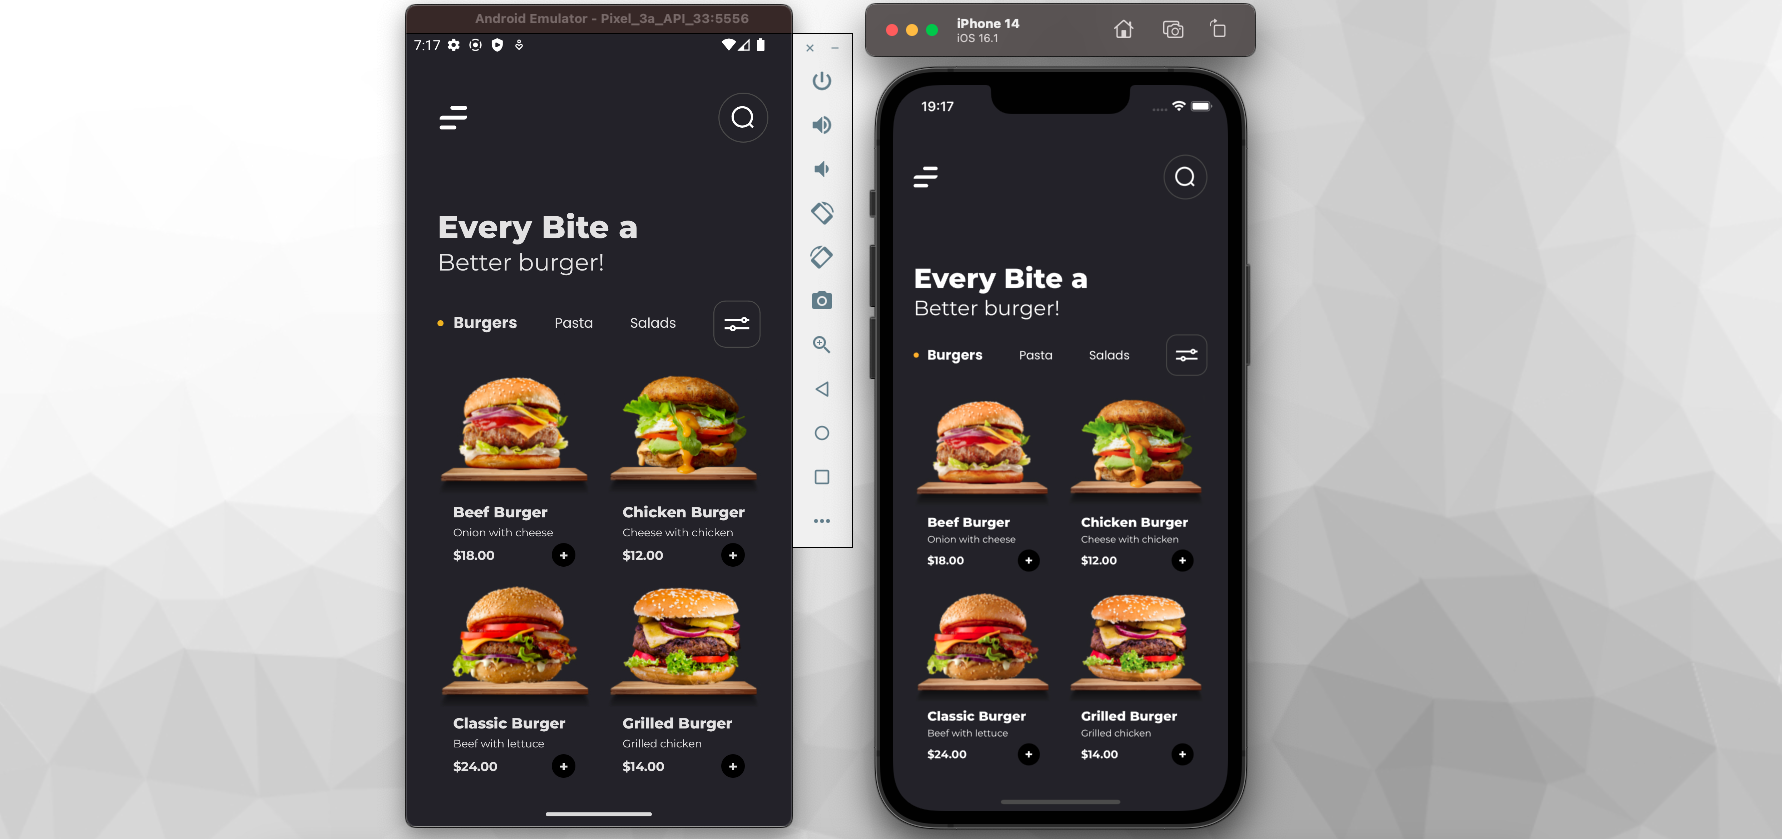 Android Emulator - Pixel_3a_API_33:5556
7:17
Every Bite a
Better burger!
Burgers
Pasta
Salads
Beef Burger
Onion with cheese
$18.00
+
Chicken Burger
Cheese with chicken
$12.00
+
Classic Burger
Beef with lettuce
$24.00
+
Grilled Burger
Grilled chicken
$14.00
+
iPhone 14
iOS 16.1
19:17
Every Bite a
Better burger!
Burgers
Pasta
Salads
Beef Burger
Onion with cheese
$18.00
+
Chicken Burger
Cheese with chicken
$12.00
+
Classic Burger
Beef with lettuce
$24.00
+
Grilled Burger
Grilled chicken
$14.00
+